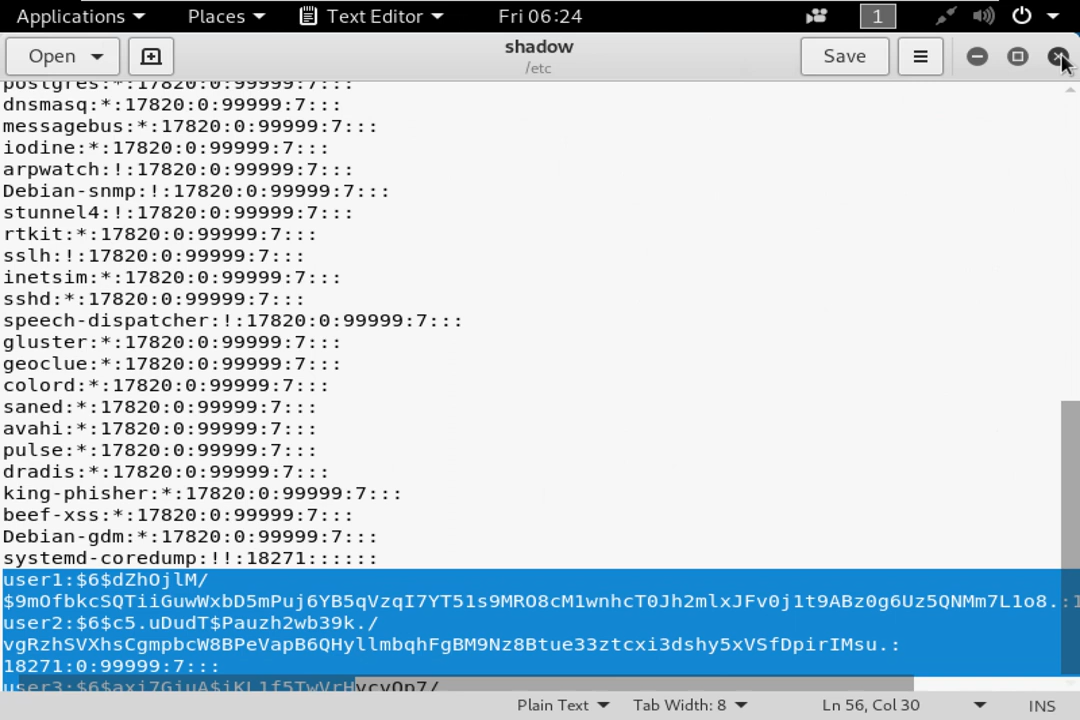 Applications Places Text Editor Fri 06:24 1
Open shadow Save
/etc
postgres:*:17820:0:99999:7:::
dnsmasq:*:17820:0:99999:7:::
messagebus:*:17820:0:99999:7:::
iodine:*:17820:0:99999:7:::
arpwatch:!:17820:0:99999:7:::
Debian-snmp:!:17820:0:99999:7:::
stunnel4:!:17820:0:99999:7:::
rtkit:*:17820:0:99999:7:::
sslh:!:17820:0:99999:7:::
inetsim:*:17820:0:99999:7:::
sshd:*:17820:0:99999:7:::
speech-dispatcher:!:17820:0:99999:7:::
gluster:*:17820:0:99999:7:::
geoclue:*:17820:0:99999:7:::
colord:*:17820:0:99999:7:::
saned:*:17820:0:99999:7:::
avahi:*:17820:0:99999:7:::
pulse:*:17820:0:99999:7:::
dradis:*:17820:0:99999:7:::
king-phisher:*:17820:0:99999:7:::
beef-xss:*:17820:0:99999:7:::
Debian-gdm:*:17820:0:99999:7:::
systemd-coredump:!!:18271::::::
user1:$6$dZhOjlM/
$9mOfbkcSQTiiGuwWxbD5mPuj6YB5qVzqI7YT51s9MRO8cM1wnhcT0Jh2mlxJFv0j1t9ABz0g6Uz5QNMm7L1o8.:1
user2:$6$c5.uDudT$Pauzh2wb39k./
vgRzhSVXhsCgmpbcW8BPeVapB6QHyllmbqhFgBM9Nz8Btue33ztcxi3dshy5xVSfDpirIMsu.:
18271:0:99999:7:::
user3:$6$axj7GiuA$iKL1f5TwVrHvcvOp7/
Plain Text Tab Width: 8 Ln 56, Col 30 INS